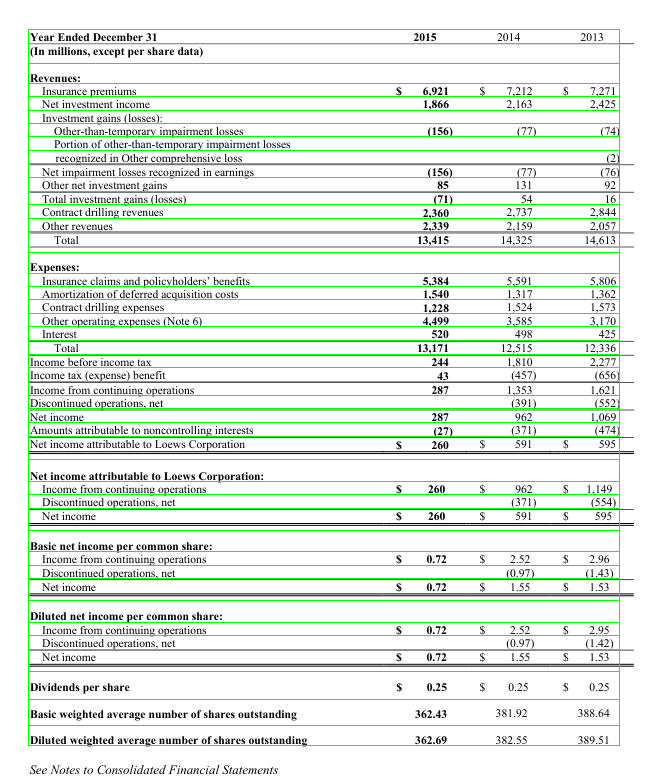 Year Ended December 31 2015 2014 2013
(In millions, except per share data)
Revenues:
Insurance premiums $ 6,921 $ 7,212 $ 7,271
Net investment income 1,866 2,163 2,425
Investment gains (losses):
Other-than-temporary impairment losses (156) (77) (74)
Portion of other-than-temporary impairment losses
recognized in Other comprehensive loss (2)
Net impairment losses recognized in earnings (156) (77) (76)
Other net investment gains 85 131 92
Total investment gains (losses) (71) 54 16
Contract drilling revenues 2,360 2,737 2,844
Other revenues 2,339 2,159 2,057
Total 13,415 14,325 14,613
Expenses:
Insurance claims and policyholders' benefits 5,384 5,591 5,806
Amortization of deferred acquisition costs 1,540 1,317 1,362
Contract drilling expenses 1,228 1,524 1,573
Other operating expenses (Note 6) 4,499 3,585 3,170
Interest 520 498 425
Total 13,171 12,515 12,336
Income before income tax 244 1,810 2,277
Income tax (expense) benefit 43 (457) (656)
Income from continuing operations 287 1,353 1,621
Discontinued operations, net (391) (552)
Net income 287 962 1,069
Amounts attributable to noncontrolling interests (27) (371) (474)
Net income attributable to Loews Corporation $ 260 $ 591 $ 595
Net income attributable to Loews Corporation:
Income from continuing operations $ 260 $ 962 $ 1,149
Discontinued operations, net (371) (554)
Net income $ 260 $ 591 $ 595
Basic net income per common share:
Income from continuing operations $ 0.72 $ 2.52 $ 2.96
Discontinued operations, net (0.97) (1.43)
Net income $ 0.72 $ 1.55 $ 1.53
Diluted net income per common share:
Income from continuing operations $ 0.72 $ 2.52 $ 2.95
Discontinued operations, net (0.97) (1.42)
Net income $ 0.72 $ 1.55 $ 1.53
Dividends per share $ 0.25 $ 0.25 $ 0.25
Basic weighted average number of shares outstanding 362.43 381.92 388.64
Diluted weighted average number of shares outstanding 362.69 382.55 389.51
See Notes to Consolidated Financial Statements